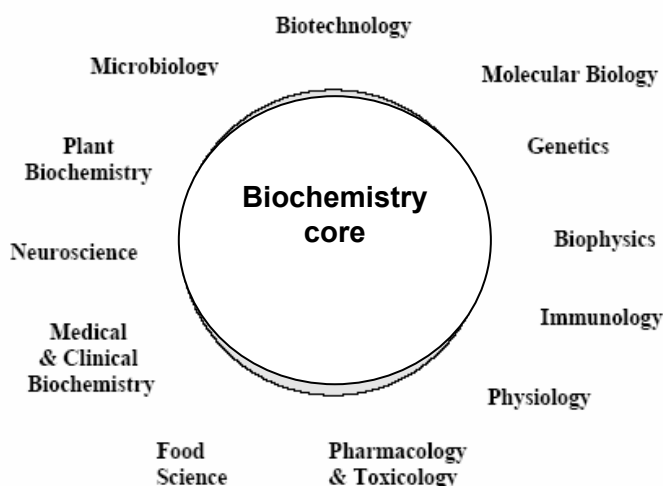 Biotechnology
Microbiology
Molecular Biology
Plant
Biochemistry
Genetics
Biochemistry
core
Neuroscience
Biophysics
Immunology
Medical
& Clinical
Biochemistry
Physiology
Food
Science
Pharmacology
& Toxicology